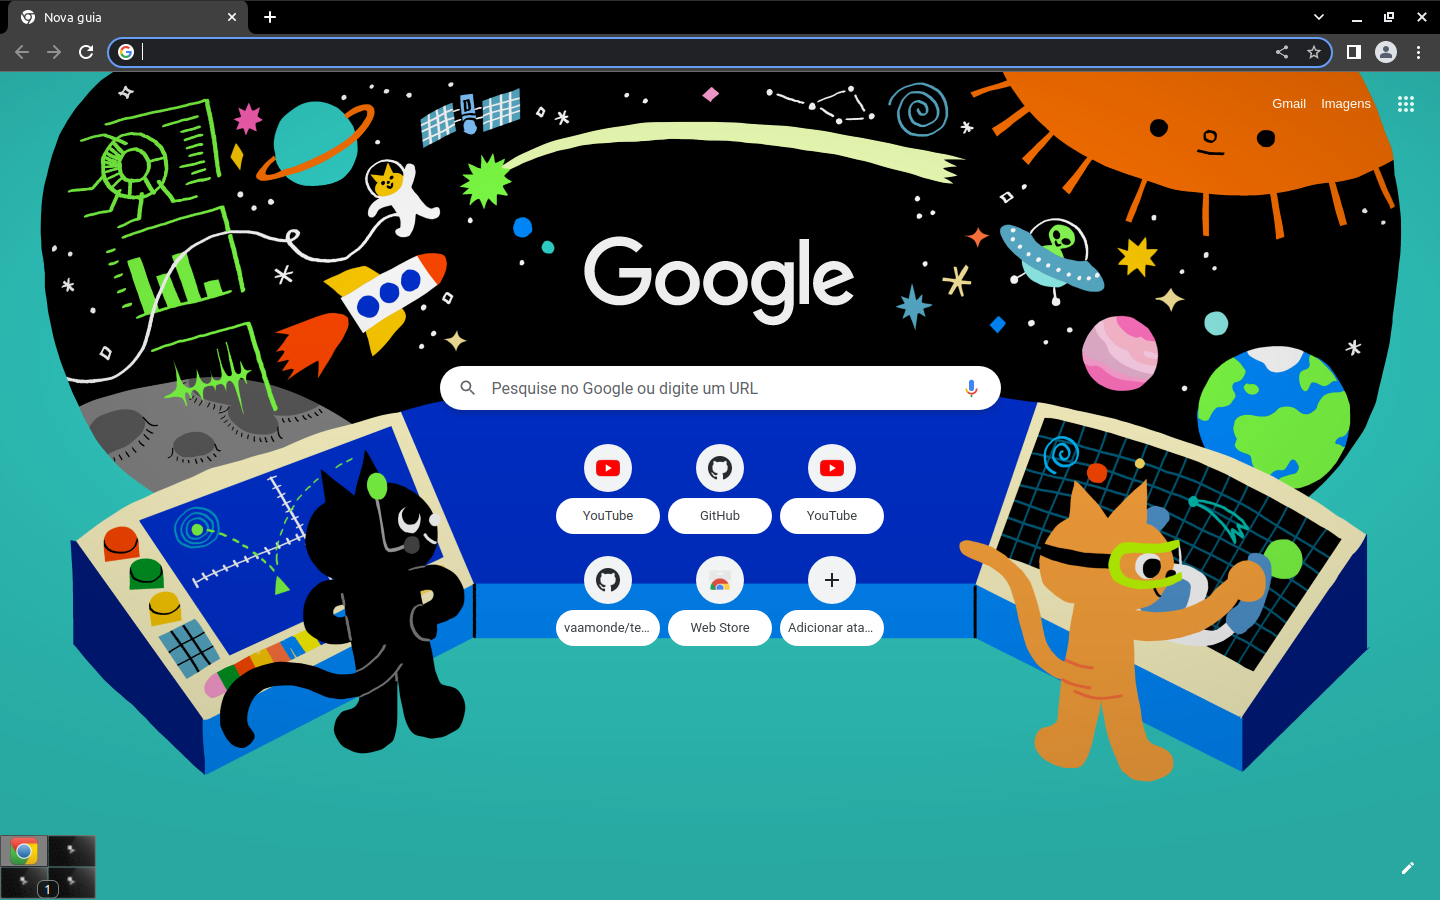 Nova guia
Gmail
Imagens
Google
Pesquise no Google ou digite um URL
YouTube
GitHub
YouTube
vaamonde/te...
Web Store
Adicionar ata...
1